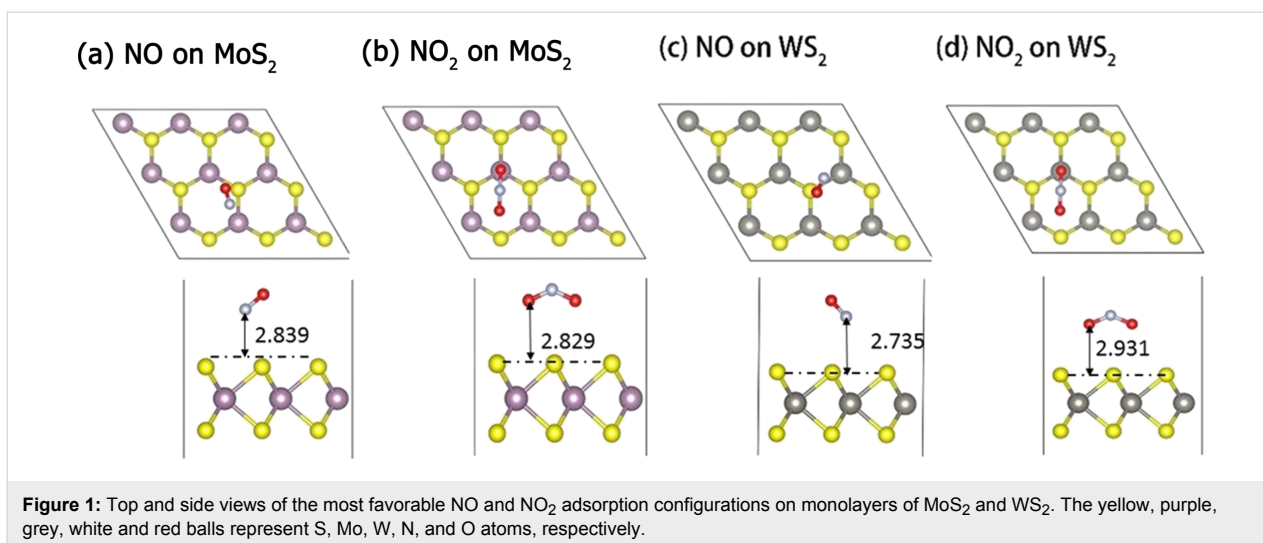 (a) NO on MoS₂
(b) NO₂ on MoS₂
(c) NO on WS₂
(d) NO₂ on WS₂
2.839
2.829
2.735
2.931
Figure 1: Top and side views of the most favorable NO and NO₂ adsorption configurations on monolayers of MoS₂ and WS₂. The yellow, purple,
grey, white and red balls represent S, Mo, W, N, and O atoms, respectively.